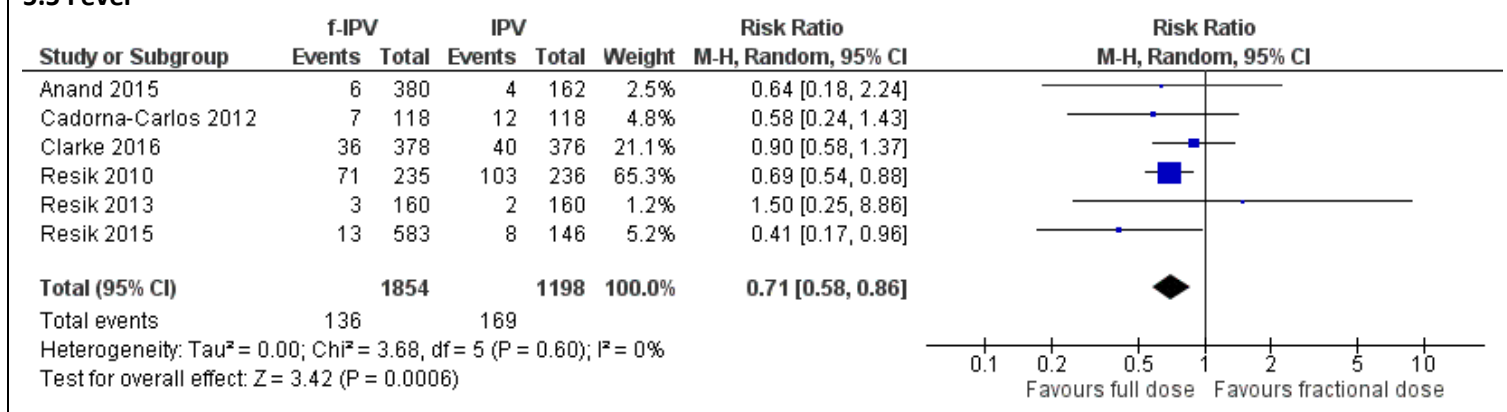 f-IPV IPV Risk Ratio Risk Ratio
Study or Subgroup Events Total Events Total Weight M-H, Random, 95% CI M-H, Random, 95% CI
Anand 2015 6 380 4 162 2.5% 0.64 [0.18, 2.24]
Cadorna-Carlos 2012 7 118 12 118 4.8% 0.58 [0.24, 1.43]
Clarke 2016 36 378 40 376 21.1% 0.90 [0.58, 1.37]
Resik 2010 71 235 103 236 65.3% 0.69 [0.54, 0.88]
Resik 2013 3 160 2 160 1.2% 1.50 [0.25, 8.86]
Resik 2015 13 583 8 146 5.2% 0.41 [0.17, 0.96]
Total (95% CI) 1854 1198 100.0% 0.71 [0.58, 0.86]
Total events 136 169
Heterogeneity: Tau² = 0.00; Chi² = 3.68, df = 5 (P = 0.60); I² = 0%
Test for overall effect: Z = 3.42 (P = 0.0006)
0.1 0.2 0.5 1 2 5 10
Favours full dose Favours fractional dose